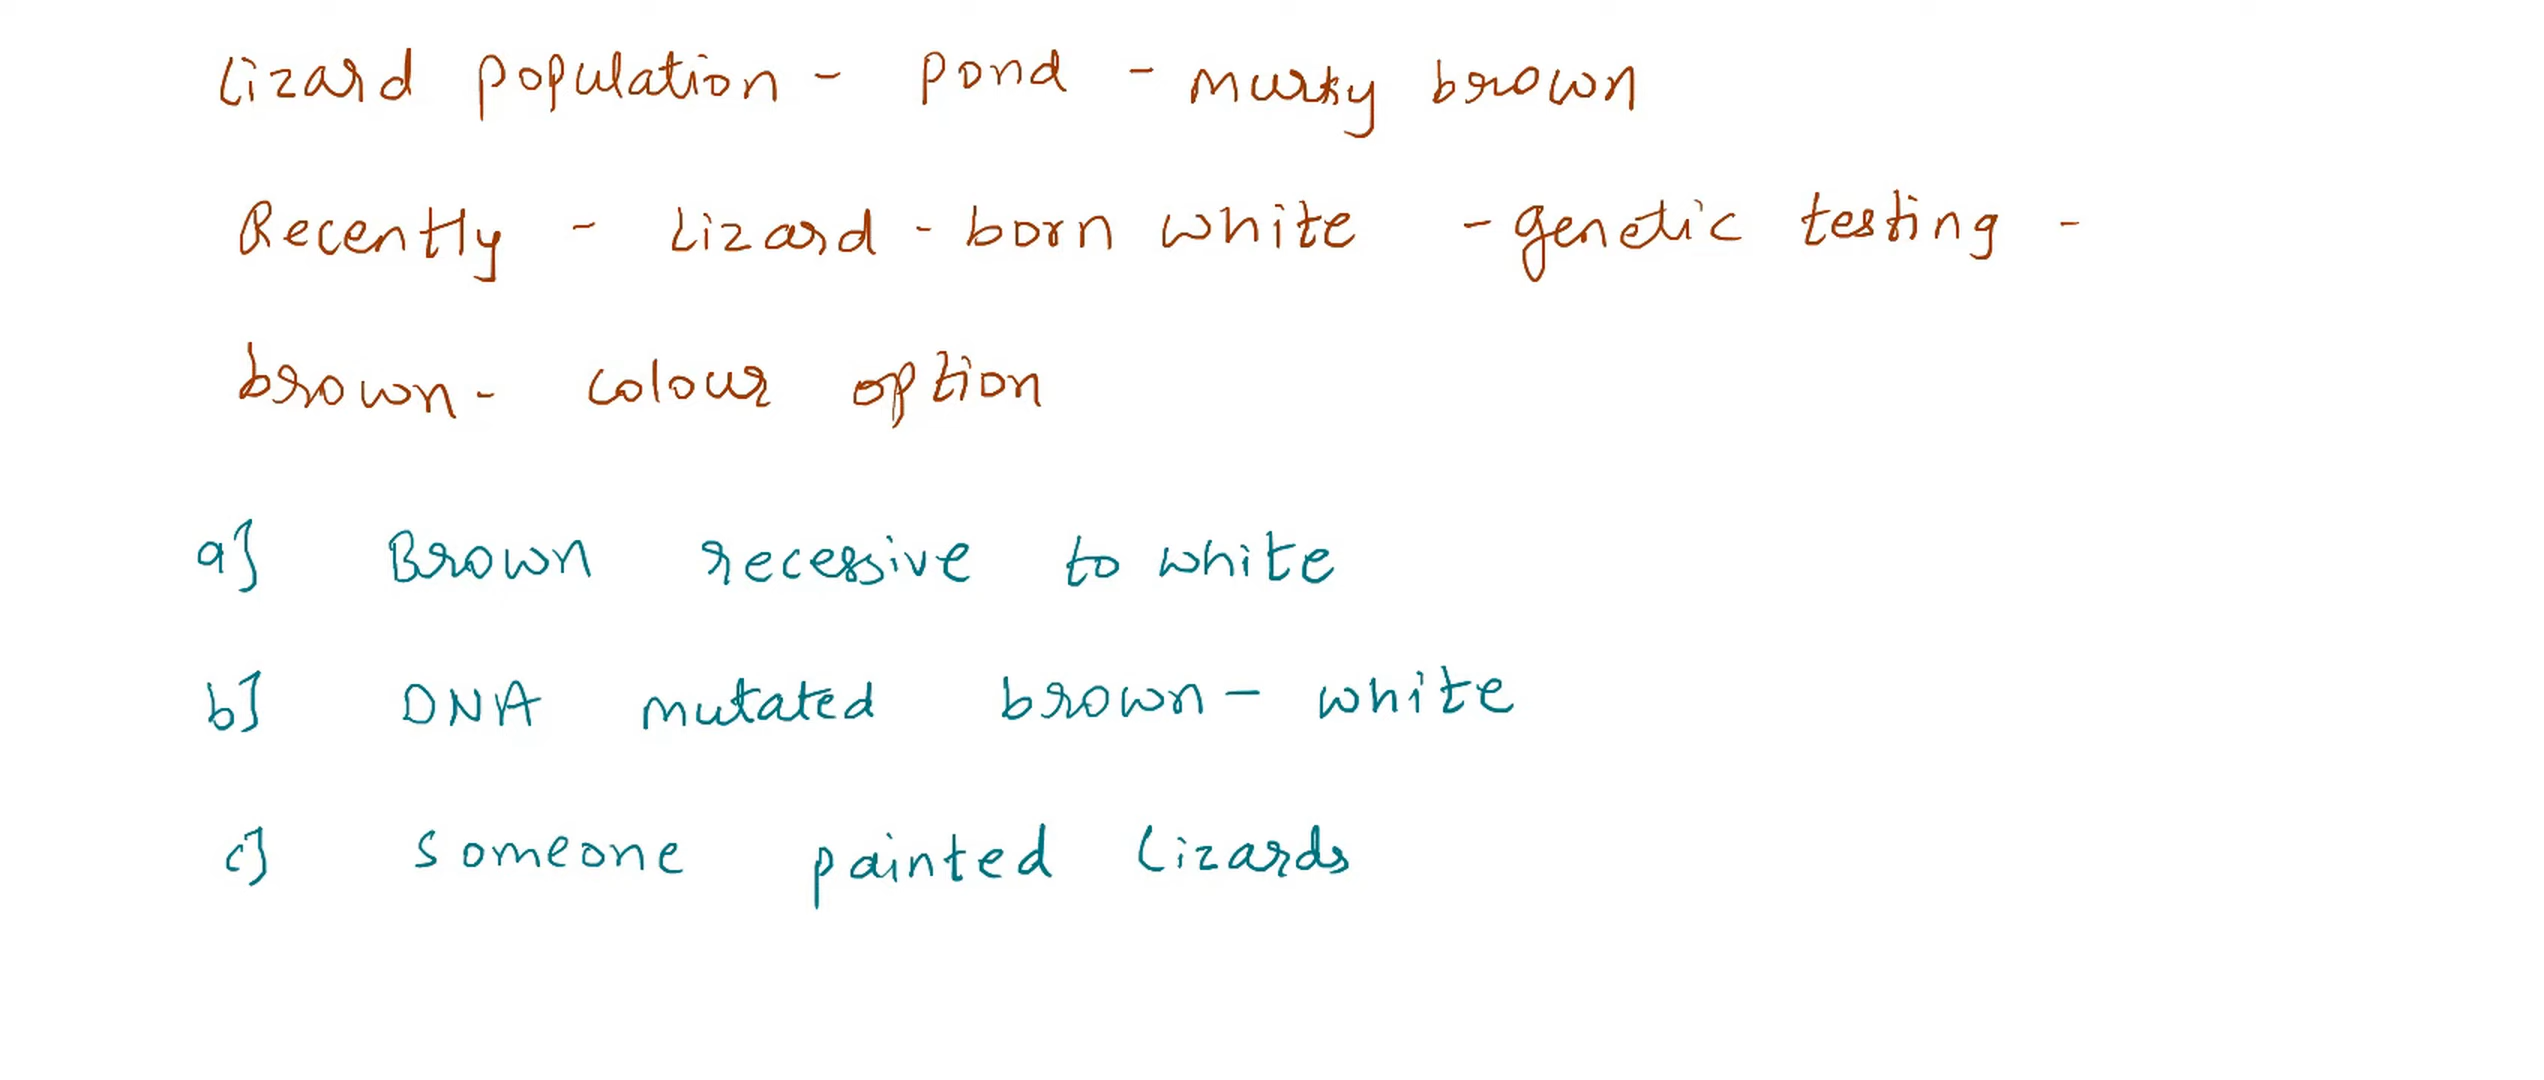 Lizard population - pond - murky brown
Recently - Lizard - born white - genetic testing -
brown - colour option
a] Brown recessive to white
b] DNA mutated brown - white
c] Someone painted lizards